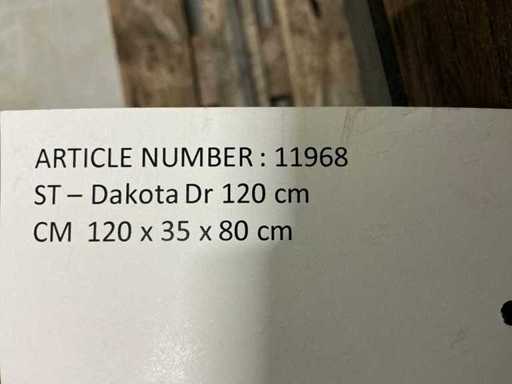 ARTICLE NUMBER : 11968
ST – Dakota Dr 120 cm
CM 120 x 35 x 80 cm